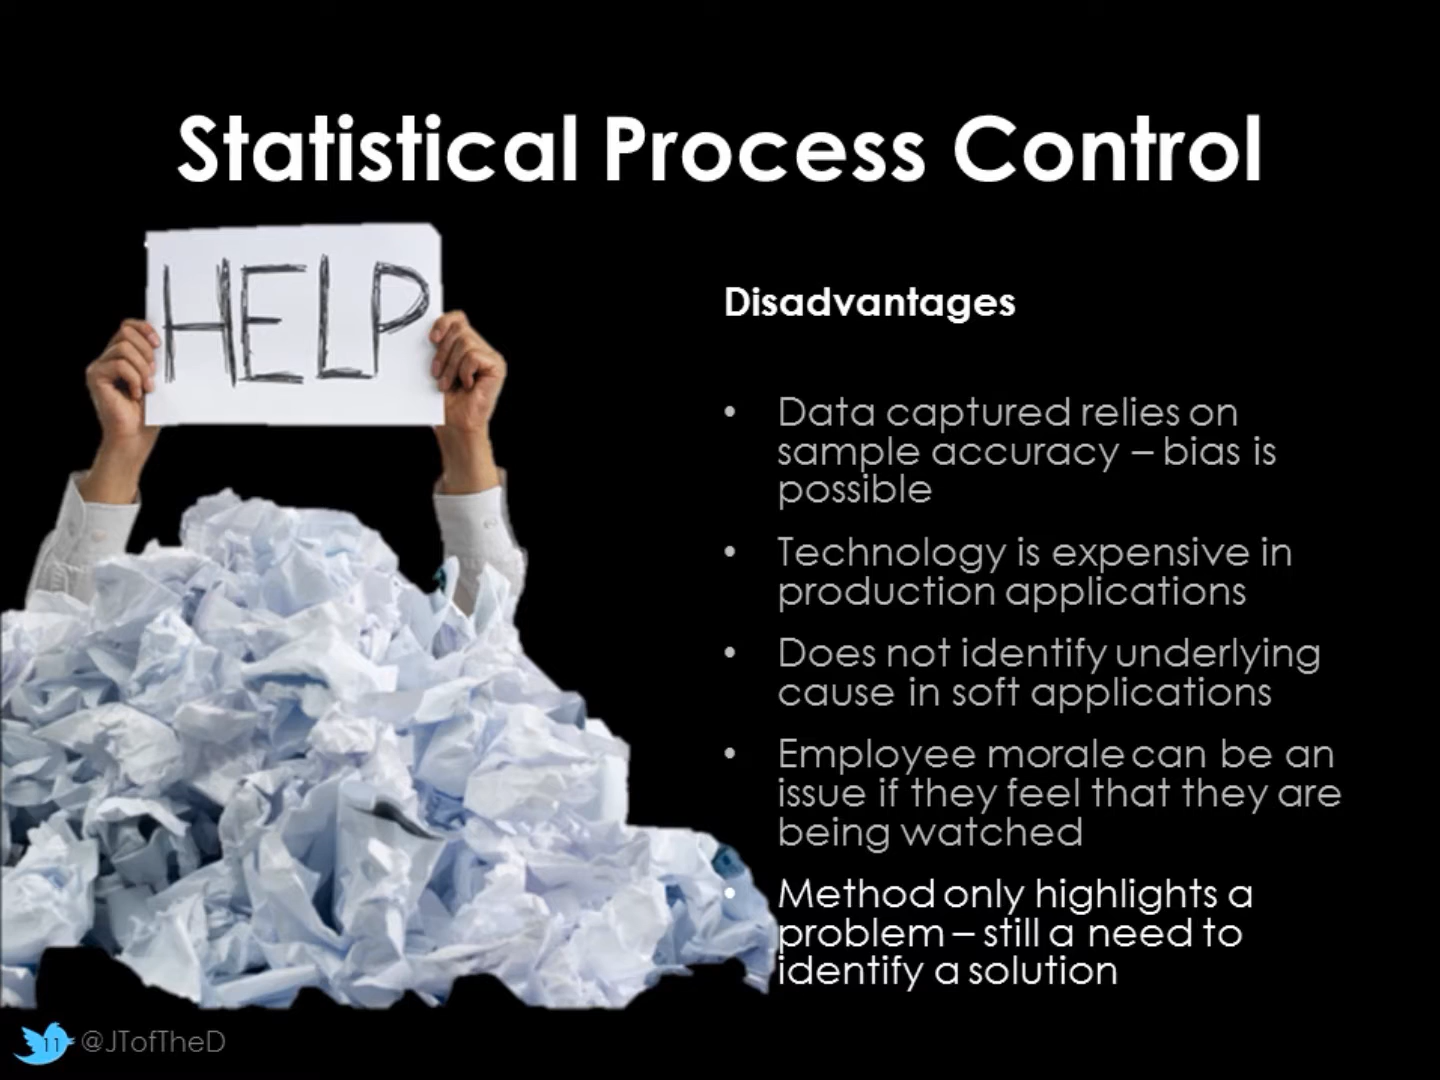 Statistical Process Control
HELP
Disadvantages
• Data captured relies on
sample accuracy – bias is
possible
• Technology is expensive in
production applications
• Does not identify underlying
cause in soft applications
• Employee morale can be an
issue if they feel that they are
being watched
• Method only highlights a
problem – still a need to
identify a solution
11 @JTofTheD